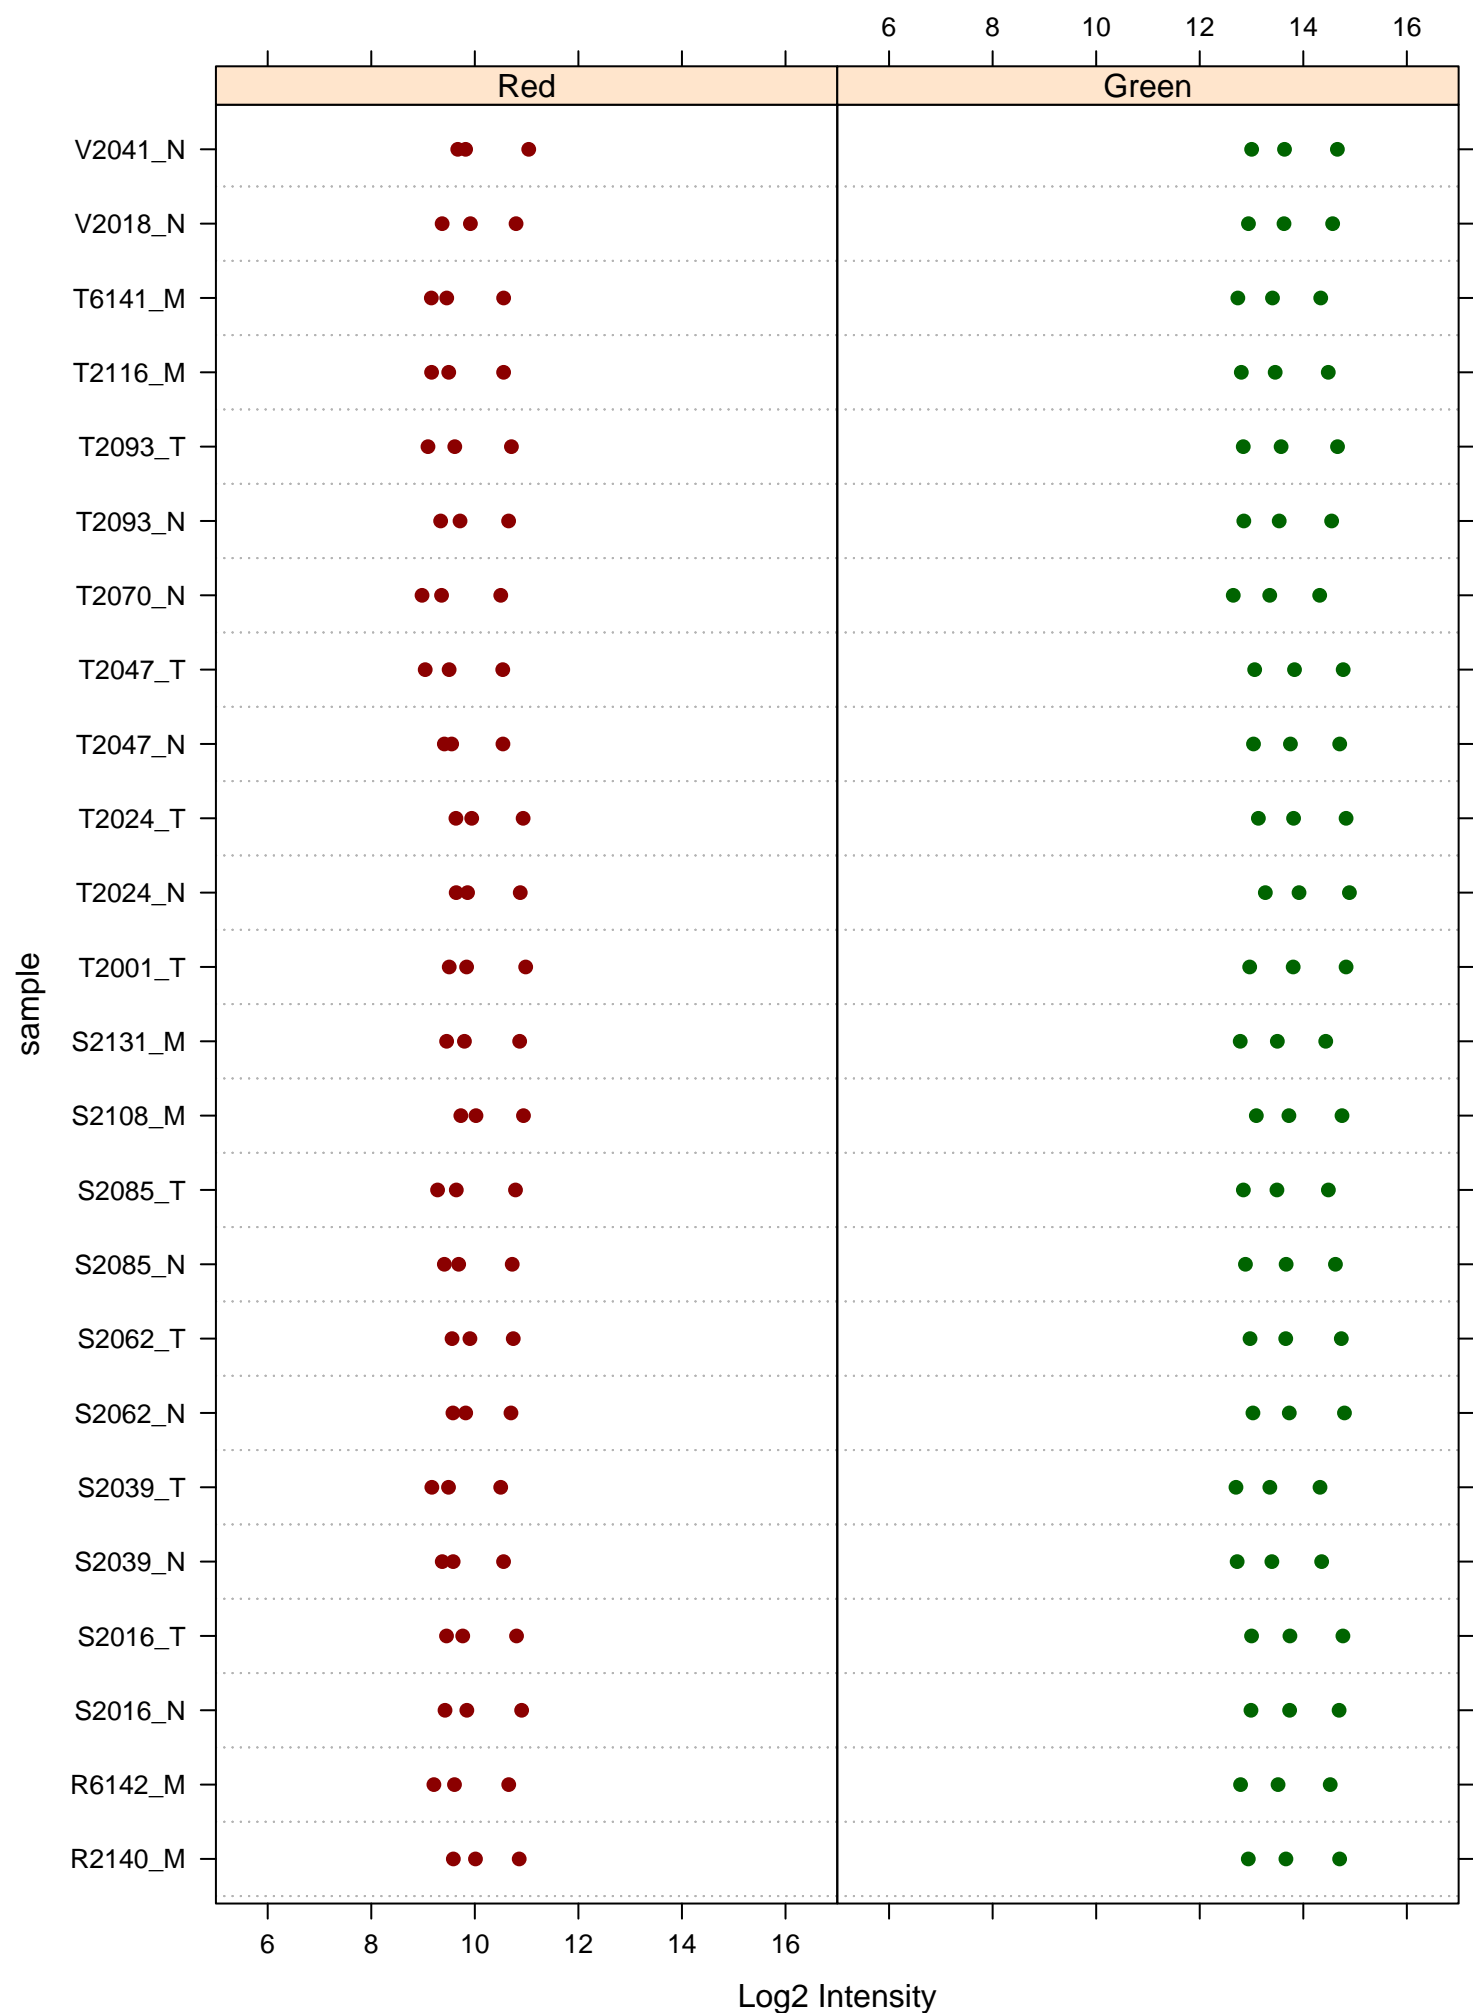 6 8 10 12 14 16
Red Green
V2041_N
V2018_N
T6141_M
T2116_M
T2093_T
T2093_N
T2070_N
T2047_T
T2047_N
T2024_T
T2024_N
T2001_T
S2131_M
S2108_M
S2085_T
S2085_N
S2062_T
S2062_N
S2039_T
S2039_N
S2016_T
S2016_N
R6142_M
R2140_M
sample
6 8 10 12 14 16
Log2 Intensity